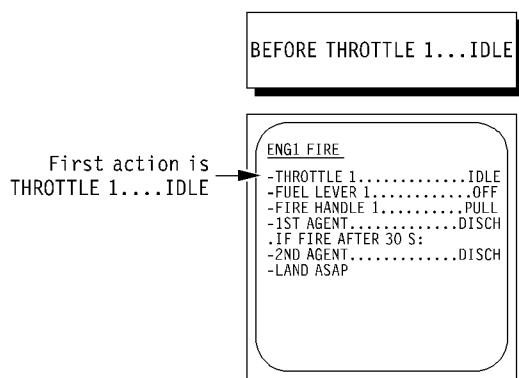 BEFORE THROTTLE 1...IDLE
First action is
THROTTLE 1....IDLE
ENG1 FIRE
-THROTTLE 1.............IDLE
-FUEL LEVER 1............OFF
-FIRE HANDLE 1..........PULL
-1ST AGENT.............DISCH
.IF FIRE AFTER 30 S:
-2ND AGENT.............DISCH
-LAND ASAP